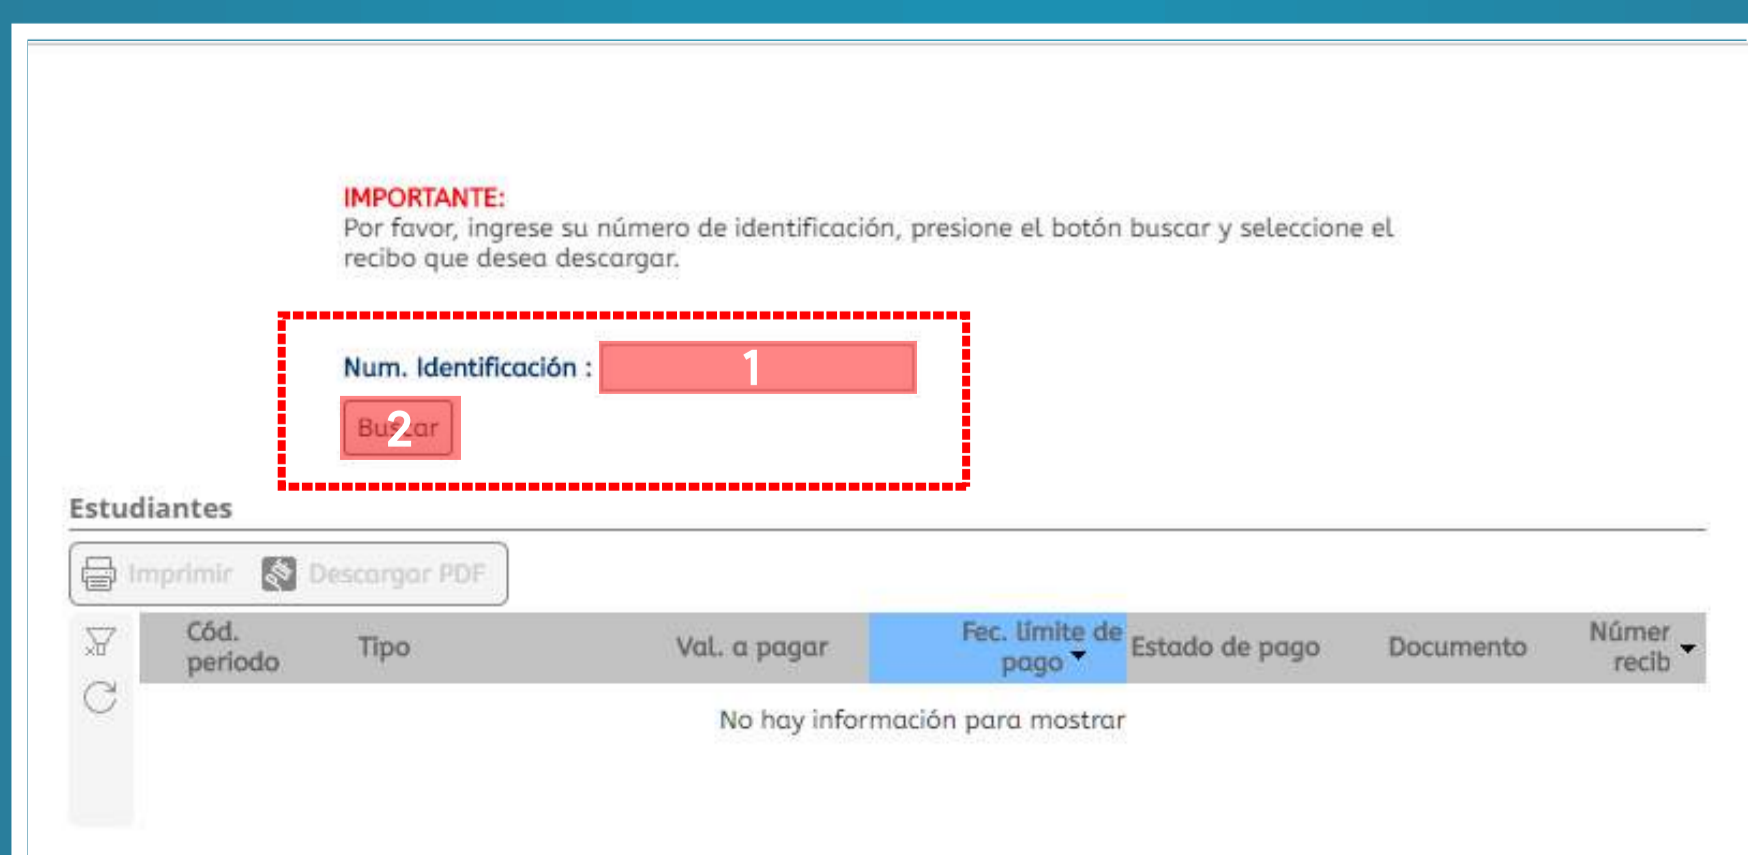 IMPORTANTE:
Por favor, ingrese su número de identificación, presione el botón buscar y seleccione el
recibo que desea descargar.
Num. Identificación : 1
Buscar 2
Estudiantes
Imprimir Descargar PDF
Cód. periodo Tipo Val. a pagar Fec. límite de pago Estado de pago Documento Númer recib
No hay información para mostrar